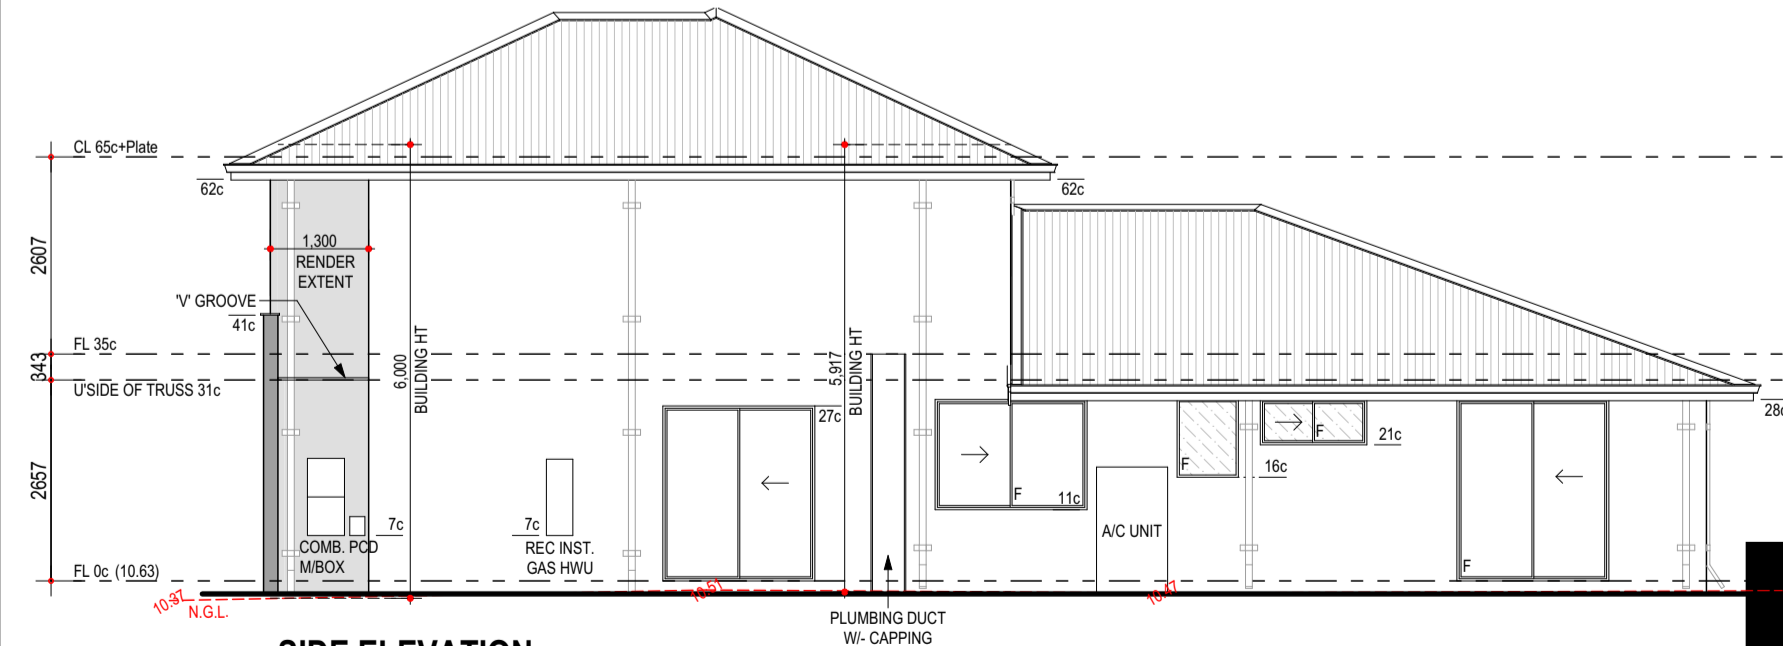 CL 65c+Plate
62c
62c
2607
1,300
RENDER
EXTENT
'V' GROOVE
41c
FL 35c
343
U'SIDE OF TRUSS 31c
6,000
BUILDING HT
5,917
BUILDING HT
27c
28c
F
21c
F
16c
F
11c
2657
7c
COMB. PCD
M/BOX
7c
REC INST.
GAS HWU
A/C UNIT
F
FL 0c (10.63)
10.37
N.G.L.
10.51
10.47
PLUMBING DUCT
W/- CAPPING
SIDE ELEVATION